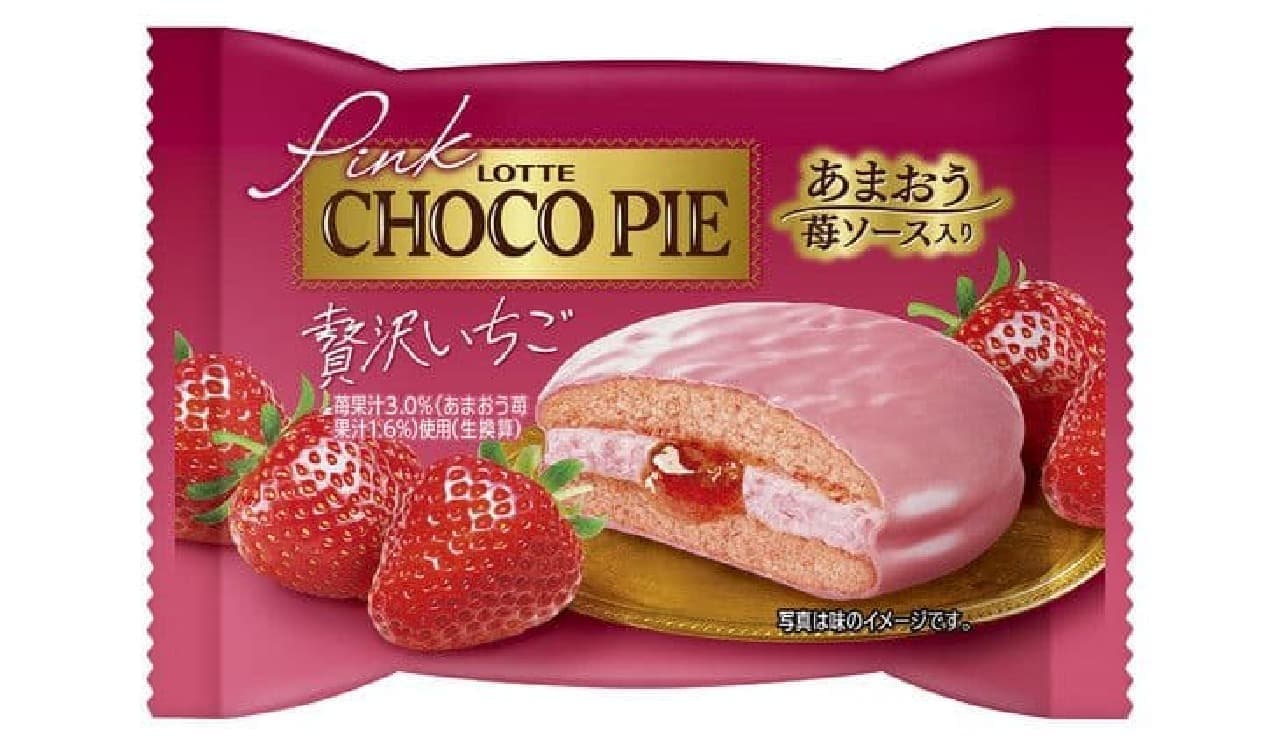 Pink
LOTTE
CHOCO PIE
あまおう
苺ソース入り
贅沢いちご
苺果汁3.0%(あまおう苺
果汁1.6%)使用(生換算)
写真は味のイメージです。